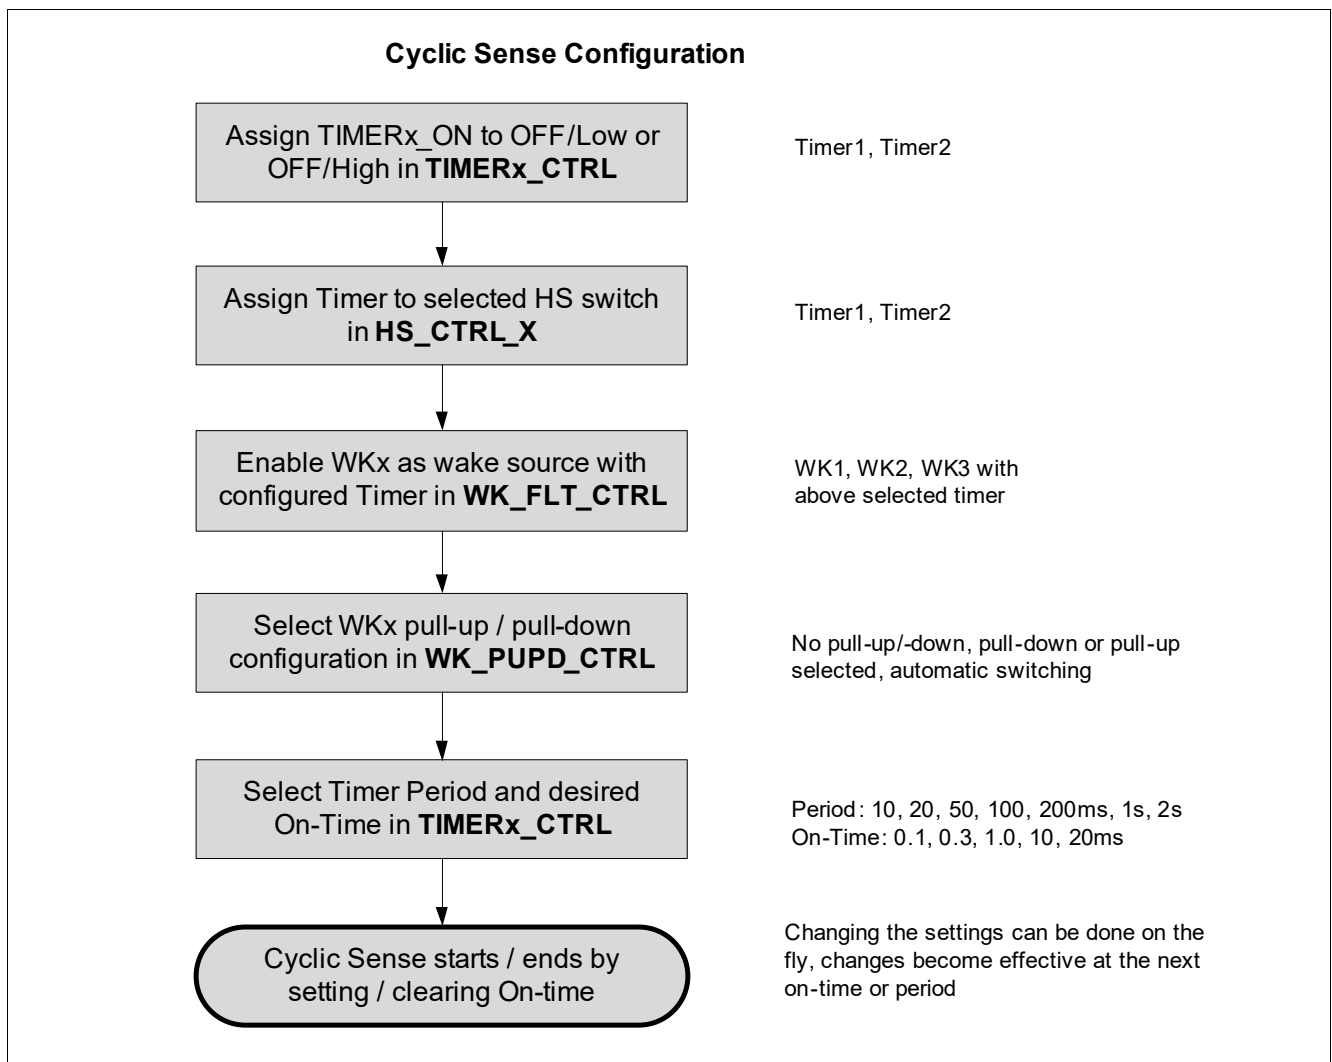 Cyclic Sense Configuration
Assign TIMERx_ON to OFF/Low or
OFF/High in TIMERx_CTRL
Timer1, Timer2
Assign Timer to selected HS switch
in HS_CTRL_X
Timer1, Timer2
Enable WKx as wake source with
configured Timer in WK_FLT_CTRL
WK1, WK2, WK3 with
above selected timer
Select WKx pull-up / pull-down
configuration in WK_PUPD_CTRL
No pull-up/-down, pull-down or pull-up
selected, automatic switching
Select Timer Period and desired
On-Time in TIMERx_CTRL
Period: 10, 20, 50, 100, 200ms, 1s, 2s
On-Time: 0.1, 0.3, 1.0, 10, 20ms
Cyclic Sense starts / ends by
setting / clearing On-time
Changing the settings can be done on the
fly, changes become effective at the next
on-time or period